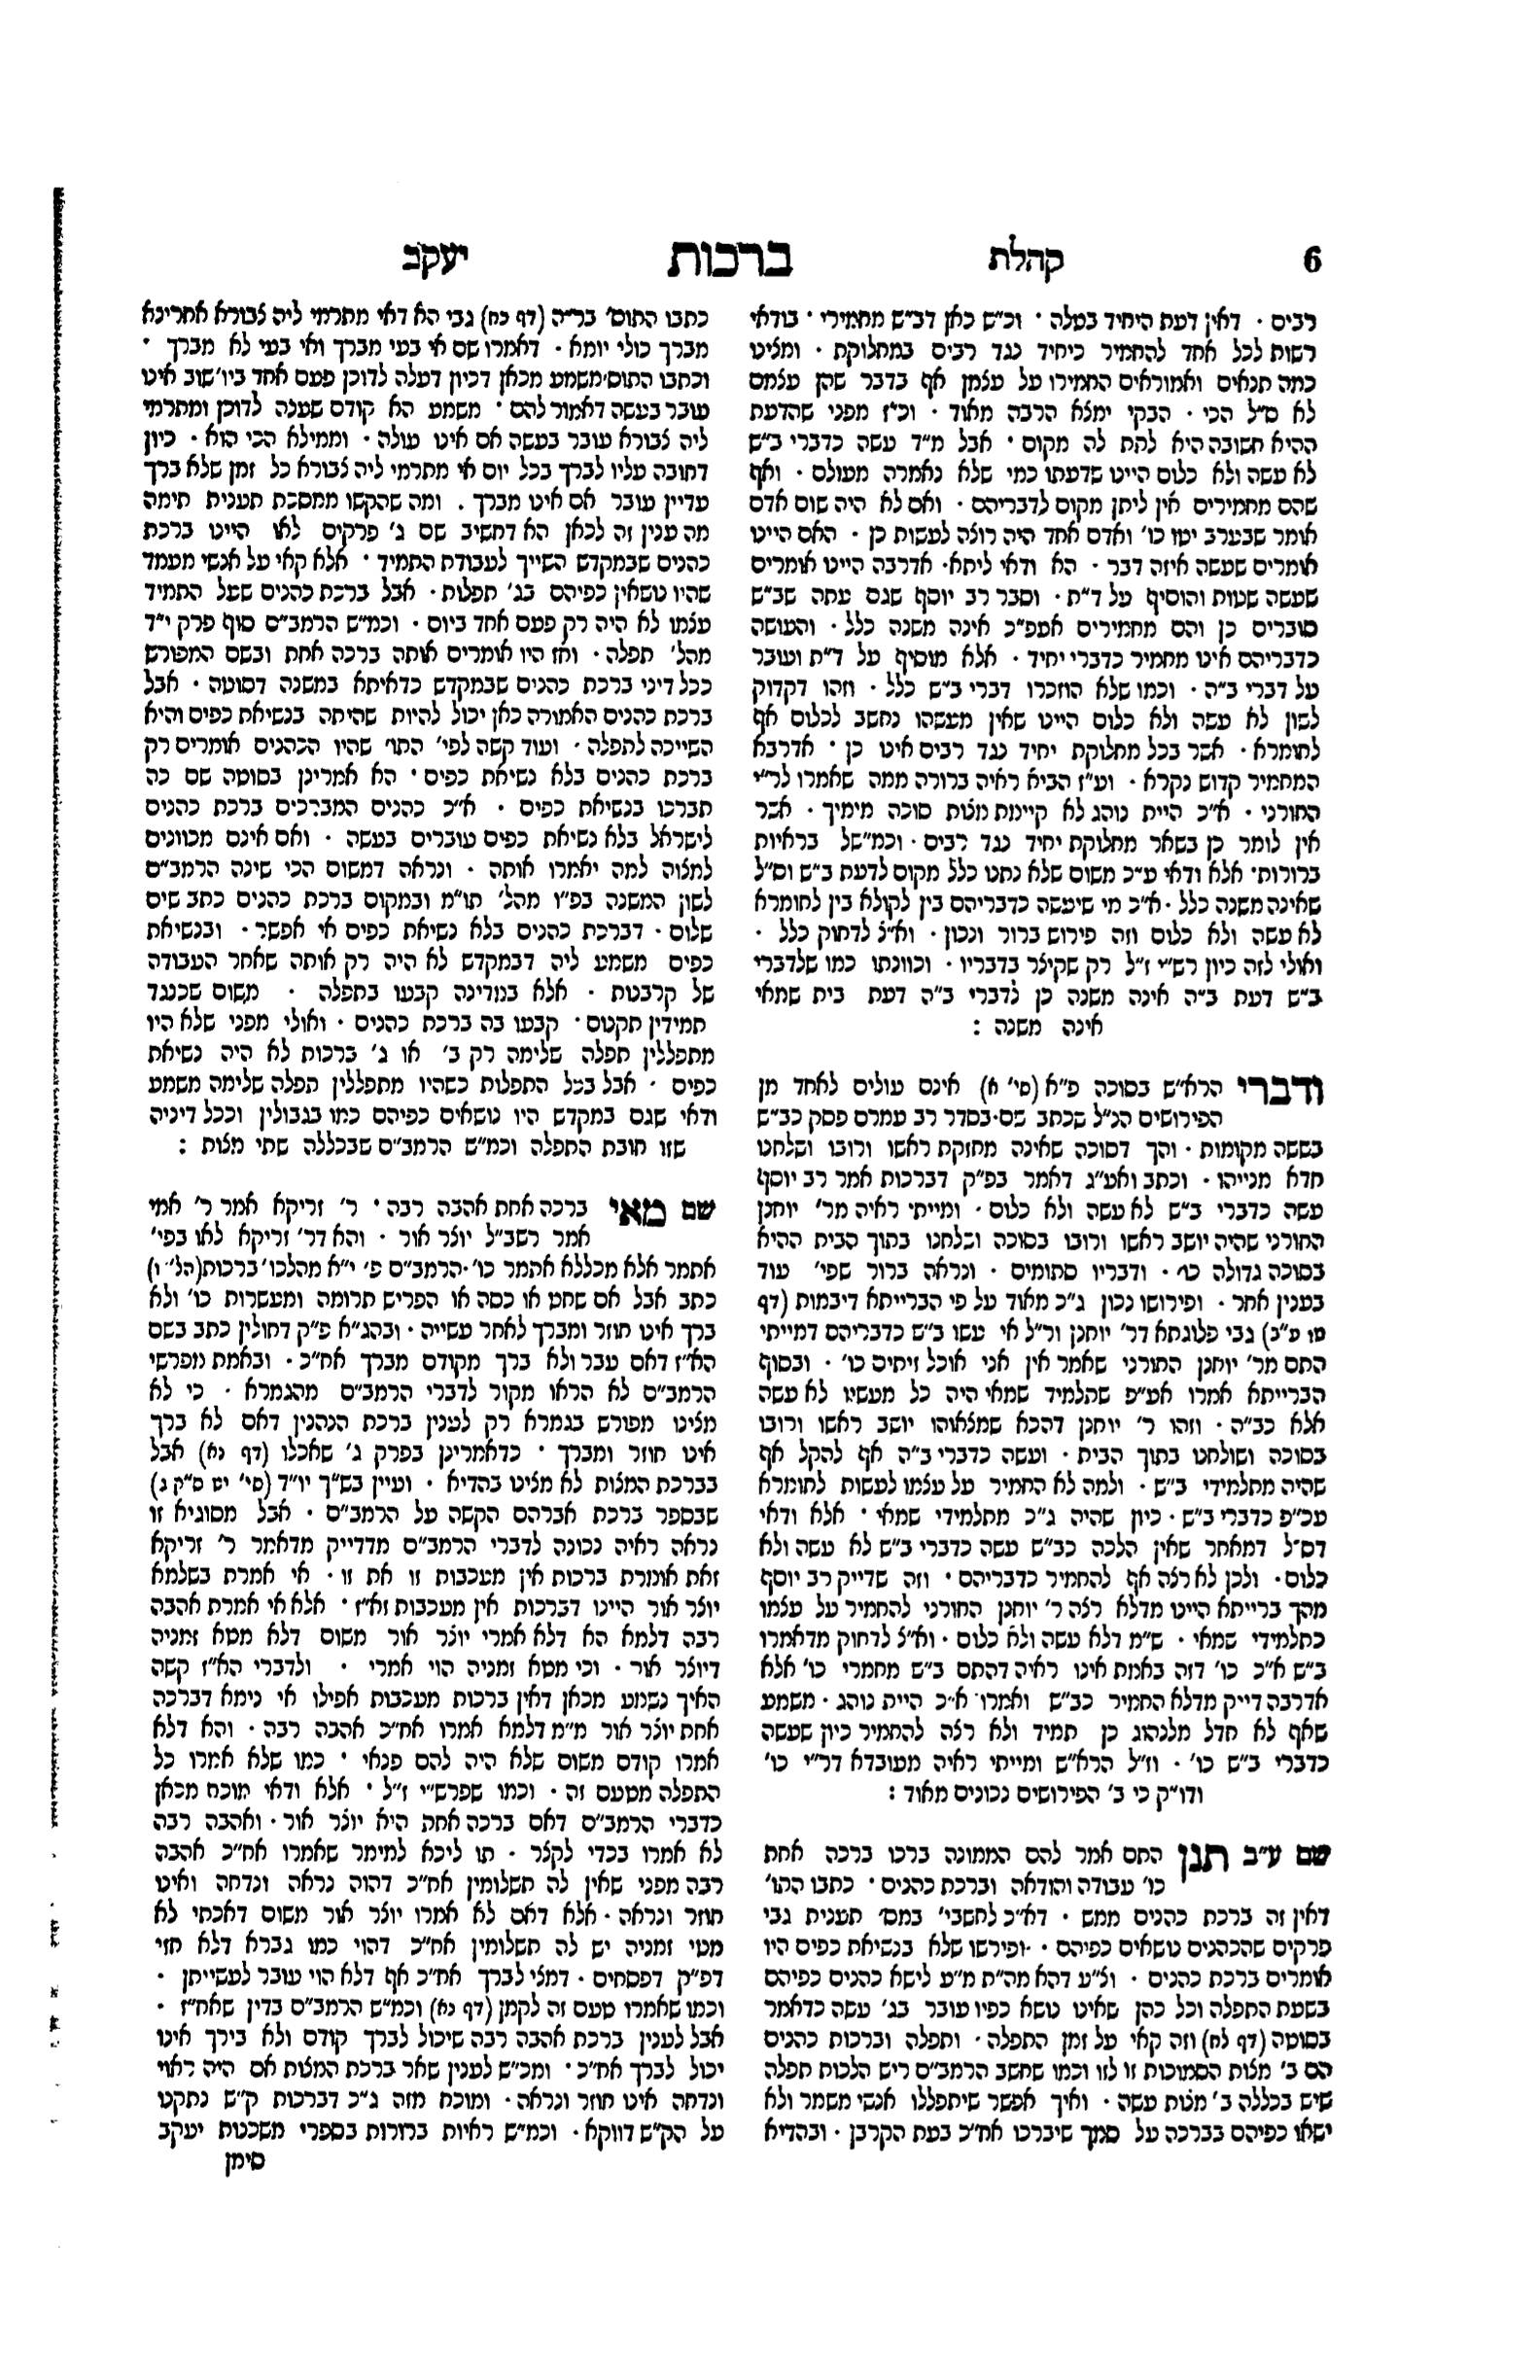 6 קהלת ברכות יעקב
רבים · דאין דעת היחיד בטלה · וכ״ש כאן דב״ש מחמירי · בודאי
רשות לכל אחד להחמיר כיחיד נגד רבים במחלוקת · ומצינו
כמה תנאים ואמוראים החמירו על עצמן אף בדבר שהן עצמם
לא ס״ל הכי · הבקי ימצא הרבה מאוד · וכ״ז מפני שהדעת
ההיא חשובה היא לתת לה מקום · אבל מ״ד עשה כדברי ב״ש
לא עשה ולא כלום היינו שדעתו כמי שלא נאמרה מעולם · ואף
שהם מחמירים אין ליתן מקום לדבריהם · ואם לא היה שום אדם
אומר שבערב יטו כו׳ ואדם אחד היה רוצה לעשות כן · האם היינו
אומרים שעשה איזה דבר · הא ודאי ליתא · אדרבה היינו אומרים
שעשה שטות והוסיף על ד״ת · וסבר רב יוסף שגם עתה שב״ש
סוברים כן והם מחמירים אעפ״כ אינה משנה כלל · והעושה
כדבריהם אינו מחמיר כדברי יחיד · אלא מוסיף על ד״ת ועובר
על דברי ב״ה · וכמו שלא הוזכרו דברי ב״ש כלל · וזהו דקדוק
לשון לא עשה ולא כלום היינו שאין מעשהו נחשב לכלום אף
לחומרא · אשר בכל מחלוקת יחיד נגד רבים אינו כן · אדרבא
המחמיר קדוש נקרא · וע״ז הביא ראיה ברורה ממה שאמרו לר״י
החורני · א״כ היית נוהג לא קיימת מצות סוכה מימיך · אשר
אין לומר כן בשאר מחלוקת יחיד נגד רבים · וכמ״של בראיות
ברורות · אלא ודאי ע״כ משום שלא נתנו כלל מקום לדעת ב״ש וס״ל
שאינה משנה כלל · א״כ מי שיעשה כדבריהם בין לקולא בין לחומרא
לא עשה ולא כלום וזה פירוש ברור ונכון · וא״צ לדחוק כלל ·
ואולי לזה כיון רש״י ז״ל רק שקיצר בדבריו · וכוונתו כמו שלדברי
ב״ש דעת ב״ה אינה משנה כן לדברי ב״ה דעת בית שמאי
אינה משנה :
ודברי הרא״ש בסוכה פ״א (סי׳ א) אינם עולים לאחד מן
הפירושים הנ״ל שכתב שם · בסדר רב עמרם פסק כב״ש
בששה מקומות · והך דסוכה שאינה מחזקת ראשו ורובו ושלחנו
חדא מנייהו · וכתב ואע״ג דאמר בפ״ק דברכות אמר רב יוסף
עשה כדברי ב״ש לא עשה ולא כלום · ומייתי ראיה מר׳ יוחנן
החורני שהיה יושב ראשו ורובו בסוכה ושלחנו בתוך הבית ההיא
בסוכה גדולה כו׳ · ודבריו סתומים · ונראה ברור שפי׳ עוד
בענין אחר · ופירושו נכון ג״כ מאוד על פי הברייתא דיבמות (דף
טו ע״ב) גבי פלוגתא דר׳ יוחנן ור״ל אי עשו ב״ש כדבריהם דמייתי
התם מר׳ יוחנן החורני שאמר אין אני אוכל זיתים כו׳ · ובסוף
הברייתא אמרו אע״פ שתלמיד שמאי היה כל מעשיו לא עשה
אלא כב״ה · וזהו ר׳ יוחנן דהכא שמצאוהו יושב ראשו ורובו
בסוכה ושולחנו בתוך הבית · ועשה כדברי ב״ה אף להקל אף
שהיה מתלמידי ב״ש · ולמה לא החמיר על עצמו לעשות לחומרא
עכ״פ כדברי ב״ש · כיון שהיה ג״כ מתלמידי שמאי · אלא ודאי
דס״ל דמאחר שאין הלכה כב״ש עשה כדברי ב״ש לא עשה ולא
כלום · ולכן לא רצה אף להחמיר כדבריהם · וזה שדייק רב יוסף
מהך ברייתא היינו מדלא רצה ר׳ יוחנן החורני להחמיר על עצמו
כתלמידי שמאי · ש״מ דלא עשה ולא כלום · וא״צ לדחוק מדאמרו
ב״ש א״כ כו׳ דזה באמת אינו ראיה דהתם ב״ש מחמרי כו׳ אלא
אדרבה דייק מדלא החמיר כב״ש ואמרו א״כ היית נוהג · משמע
שאף לא חדל מלנהוג כן תמיד ולא רצה להחמיר כיון שעשה
כדברי ב״ש כו׳ · וז״ל הרא״ש ומייתי ראיה מעובדא דר״י כו׳
ודו״ק כי ב׳ הפירושים נכונים מאוד :
שם ע״ב תנן התם אמר להם הממונה ברכו ברכה אחת
כו׳ עבודה והודאה וברכת כהנים · כתבו התו׳
דאין זה ברכת כהנים ממש · דא״כ לחשבי׳ במס׳ תענית גבי
פרקים שהכהנים נושאים כפיהם · ופירשו שלא בנשיאת כפים היו
אומרים ברכת כהנים · וצ״ע דהא מה״ת מ״ע לישא כהנים כפיהם
בשעת התפלה וכל כהן שאינו נושא כפיו עובר בג׳ עשה כדאמר
בסוטה (דף לח) וזה קאי על זמן התפלה · ותפלה וברכות כהנים
הם ב׳ מצות הסמוכות זו לזו וכמו שחשב הרמב״ם ריש הלכות תפלה
שיש בכללה ב׳ מצות עשה · ואיך אפשר שיתפללו אנשי משמר ולא
ישאו כפיהם בברכה על סמך שיברכו אח״כ בעת הקרבן · ובהדיא
כתבו התוס׳ בר״ה (דף כח) גבי הא דאי מתרמי ליה צבורא אחרינא
מברך כולי יומא · דאמרו שם אי בעי מברך ואי בעי לא מברך ·
וכתבו התוס׳ משמע מכאן דכיון דעלה לדוכן פעם אחד ביו׳ שוב אינו
עובר בעשה דאמור להם · משמע הא קודם שעלה לדוכן ומתרמי
ליה צבורא עובר בעשה אם אינו עולה · וממילא הכי הוא · כיון
דחובה עליו לברך בכל יום אי מתרמי ליה צבורא כל זמן שלא ברך
עדיין עובר אם אינו מברך . ומה שהקשו ממסכת תענית תימה
מה ענין זה לכאן הא דחשיב שם ג׳ פרקים לאו היינו ברכת
כהנים שבמקדש השייך לעבודת התמיד · אלא קאי על אנשי מעמד
שהיו נושאין כפיהם בג׳ תפלות · אבל ברכת כהנים שעל התמיד
עצמו לא היה רק פעם אחד ביום · וכמ״ש הרמב״ם סוף פרק י״ד
מהל׳ תפלה · ואז היו אומרים אותה ברכה אחת ובשם המפורש
ככל דיני ברכת כהנים שבמקדש כדאיתא במשנה דסוטה · אבל
ברכת כהנים האמורה כאן יכול להיות שהיתה בנשיאת כפים והיא
השייכה לתפלה · ועוד קשה לפי׳ התו׳ שהיו הכהנים אומרים רק
ברכת כהנים בלא נשיאת כפים · הא אמרינן בסוטה שם כה
תברכו בנשיאת כפים · א״כ כהנים המברכים ברכת כהנים
לישראל בלא נשיאת כפים עוברים בעשה · ואם אינם מכוונים
למצוה למה יאמרו אותה · ונראה דמשום הכי שינה הרמב״ם
לשון המשנה בפ״ו מהל׳ תו״מ ובמקום ברכת כהנים כתב שים
שלום · דברכת כהנים בלא נשיאת כפים אי אפשר · ובנשיאת
כפים משמע ליה דבמקדש לא היה רק אותה שאחר העבודה
של קרבנות · אלא במדינה קבעו בתפלה · משום שכנגד
תמידין תקנום · קבעו בה ברכת כהנים · ואולי מפני שלא היו
מתפללין תפלה שלימה רק ב׳ או ג׳ ברכות לא היה נשיאת
כפים · אבל בכל התפלות כשהיו מתפללין תפלה שלימה משמע
ודאי שגם במקדש היו נושאים כפיהם כמו בגבולין וככל דיניה
שזו חובת התפלה וכמ״ש הרמב״ם שבכללה שתי מצות :
שם מאי ברכה אחת אהבה רבה · ר׳ זריקא אמר ר׳ אמי
אמר רשב״ל יוצר אור · והא דר׳ זריקא לאו בפי׳
אתמר אלא מכללא אתמר כו׳ · הרמב״ם פ׳ י״א מהלכו׳ ברכות (הל׳ ו)
כתב אבל אם שחט או כסה או הפריש תרומה ומעשרות כו׳ ולא
ברך אינו חוזר ומברך לאחר עשייה · ובהג״א פ״ק דחולין כתב בשם
הא״ז דאם עבר ולא ברך מקודם מברך אח״כ · ובאמת מפרשי
הרמב״ם לא הראו מקור לדברי הרמב״ם מהגמרא · כי לא
מצינו מפורש בגמרא רק לענין ברכת הנהנין דאם לא ברך
אינו חוזר ומברך · כדאמרינן בפרק ג׳ שאכלו (דף נא) אבל
בברכת המצות לא מצינו בהדיא · ועיין בש״ך יו״ד (סי׳ יט ס״ק ג)
שבספר ברכת אברהם הקשה על הרמב״ם · אבל מסוגיא זו
נראה ראיה נכונה לדברי הרמב״ם מדדייק מדאמר ר׳ זריקא
זאת אומרת ברכות אין מעכבות זו את זו · אי אמרת בשלמא
יוצר אור היינו דברכות אין מעכבות זא״ז · אלא אי אמרת אהבה
רבה דלמא הא דלא אמרי יוצר אור משום דלא מטא זמניה
דיוצר אור · וכי מטא זמניה הוי אמרי · ולדברי הא״ז קשה
האיך נשמע מכאן דאין ברכות מעכבות אפילו אי נימא דברכה
אחת יוצר אור מ״מ דלמא אמרו אח״כ אהבה רבה · והא דלא
אמרו קודם משום שלא היה להם פנאי · כמו שלא אמרו כל
התפלה מטעם זה · וכמו שפרש״י ז״ל · אלא ודאי מוכח מכאן
כדברי הרמב״ם דאם ברכה אחת היא יוצר אור · ואהבה רבה
לא אמרו בכדי לקצר · תו ליכא למימר שאמרו אח״כ אהבה
רבה מפני שאין לה תשלומין אח״כ דהוה נראה ונדחה ואינו
חוזר ונראה · אלא דאם לא אמרו יוצר אור משום דאכתי לא
מטי זמניה יש לה תשלומין אח״כ דהוי כמו גברא דלא חזי
דפ״ק דפסחים · דמצי לברך אח״כ אף דלא הוי עובר לעשייתן ·
וכמו שאמרו טעם זה לקמן (דף נא) וכמ״ש הרמב״ם בדין שאח״ז ·
אבל לענין ברכת אהבה רבה שיכול לברך קודם ולא בירך אינו
יכול לברך אח״כ · ומכ״ש לענין שאר ברכת המצות אם היה ראוי
ונדחה אינו חוזר ונראה · ומוכח מזה ג״כ דברכות ק״ש נתקנו
על הק״ש דווקא · וכמ״ש ראיות ברורות בספרי משכנות יעקב
סימן